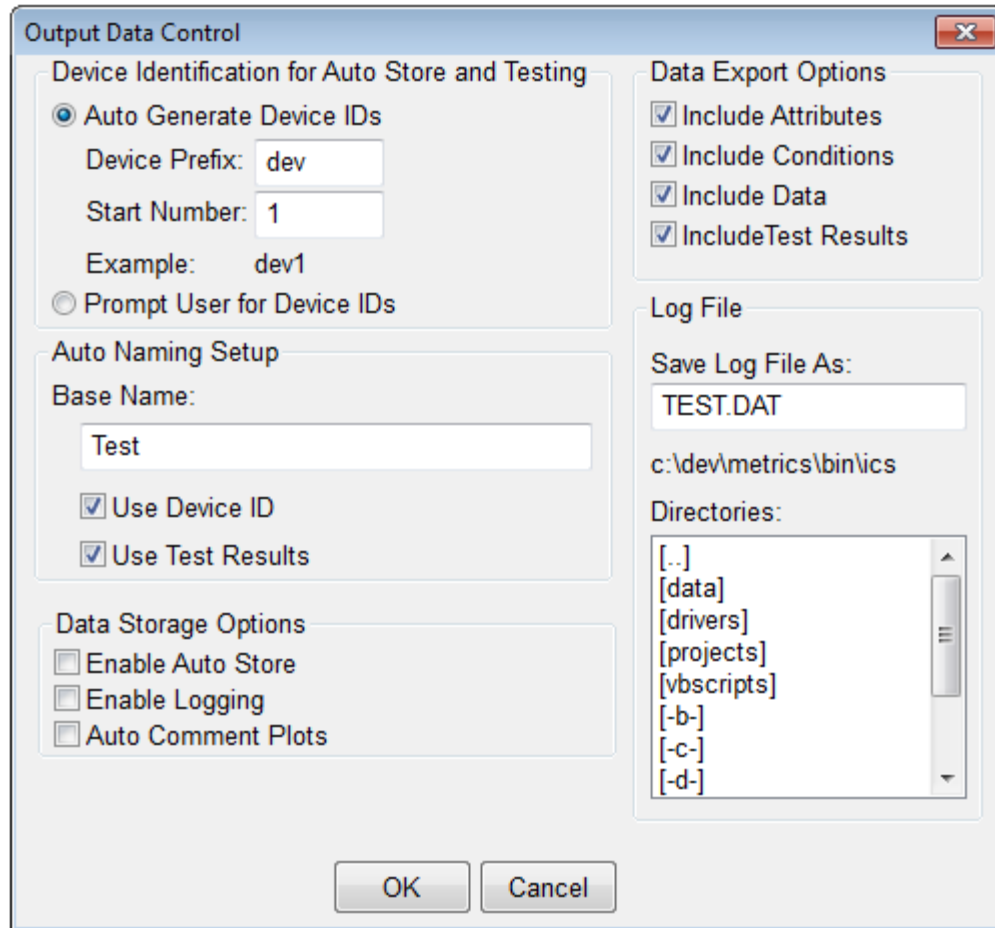 Output Data Control
Device Identification for Auto Store and Testing
Auto Generate Device IDs
Device Prefix: dev
Start Number: 1
Example: dev1
Prompt User for Device IDs
Auto Naming Setup
Base Name:
Test
Use Device ID
Use Test Results
Data Storage Options
Enable Auto Store
Enable Logging
Auto Comment Plots
Data Export Options
Include Attributes
Include Conditions
Include Data
IncludeTest Results
Log File
Save Log File As:
TEST.DAT
c:\dev\metrics\bin\ics
Directories:
[..]
[data]
[drivers]
[projects]
[vbscripts]
[-b-]
[-c-]
[-d-]
OK
Cancel